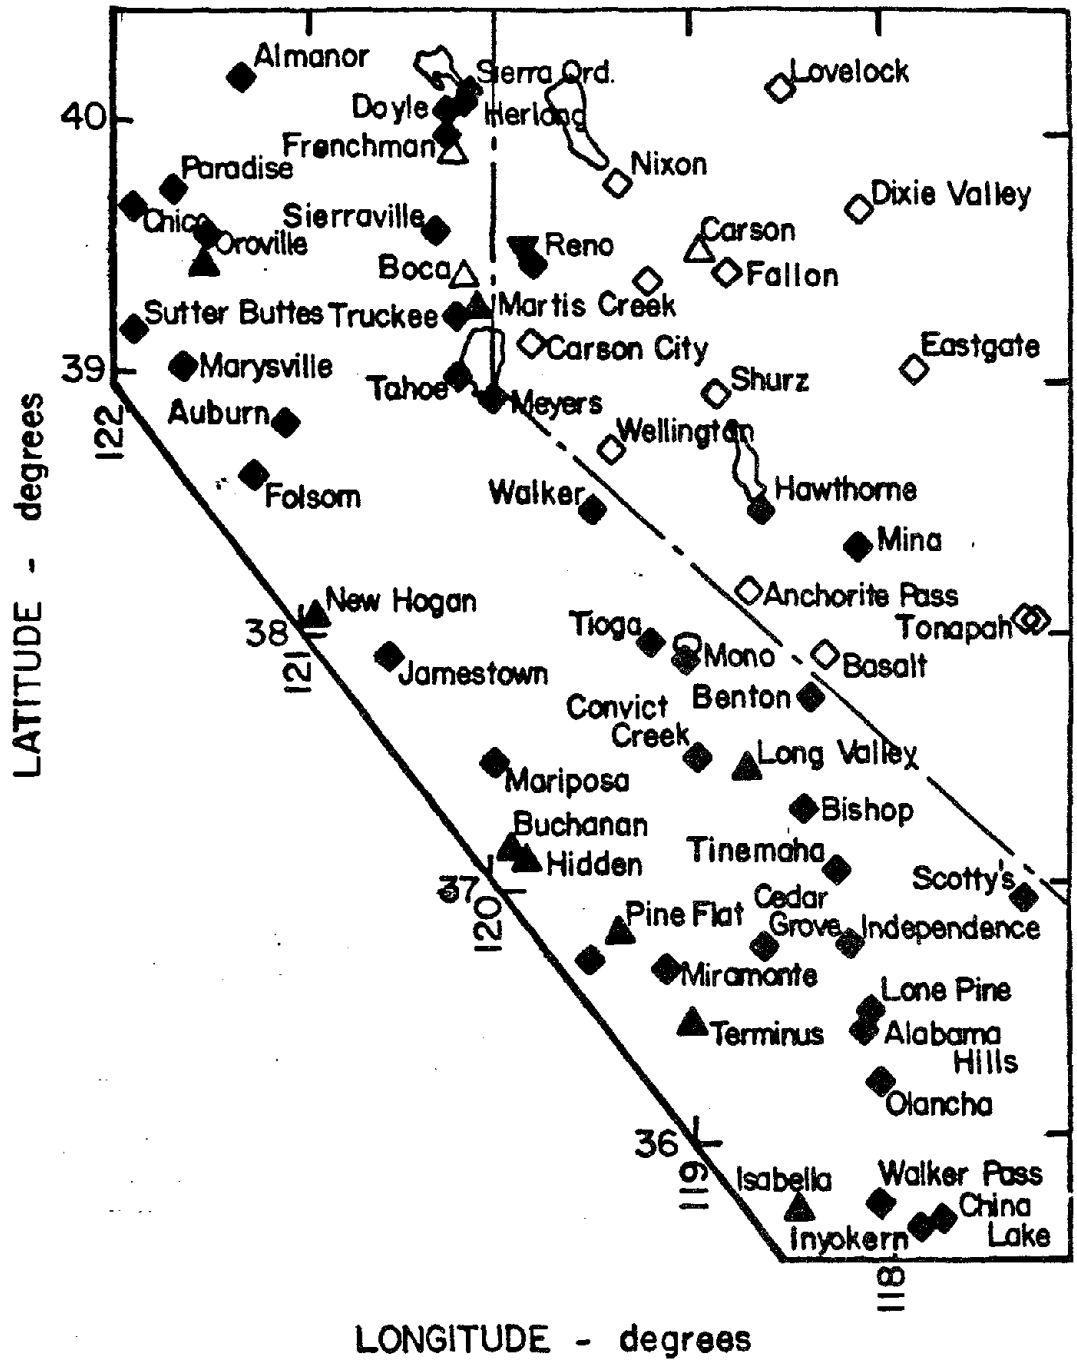 Almanor
Sierra Ord.
Lovelock
Doyle
Herlong
40
Frenchman
Nixon
Paradise
Dixie Valley
Chico
Sierraville
Carson
Oroville
Reno
Boca
Fallon
Sutter Buttes
Truckee
Martis Creek
Carson City
Eastgate
39
Marysville
Tahoe
Shurz
122
Auburn
Meyers
Wellington
Folsom
Walker
Hawthorne
Mina
LATITUDE - degrees
New Hogan
Anchorite Pass
38
Tioga
Tonapah
121
Jamestown
Mono
Basalt
Benton
Convict
Creek
Long Valley
Mariposa
Bishop
Buchanan
Tinemaha
Hidden
37
Scotty's
120
Cedar
Grove
Pine Flat
Independence
Miramonte
Lone Pine
Terminus
Alabama
Hills
Olancha
36
119
Isabella
Walker Pass
China
Lake
Inyokern
118
LONGITUDE - degrees